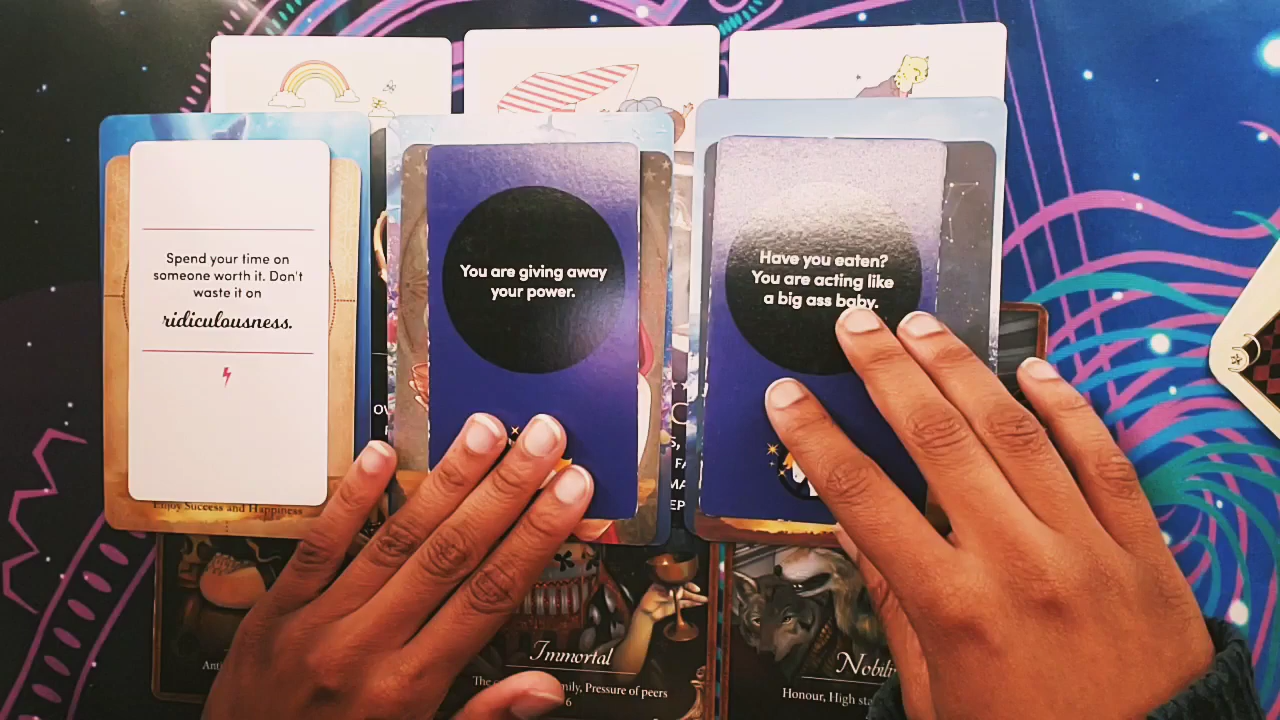 Spend your time on
someone worth it. Don't
waste it on
ridiculousness.
Enjoy Success and Happiness
You are giving away
your power.
Have you eaten?
You are acting like
a big ass baby.
Immortal
Pressure of peers
6
Honour, High